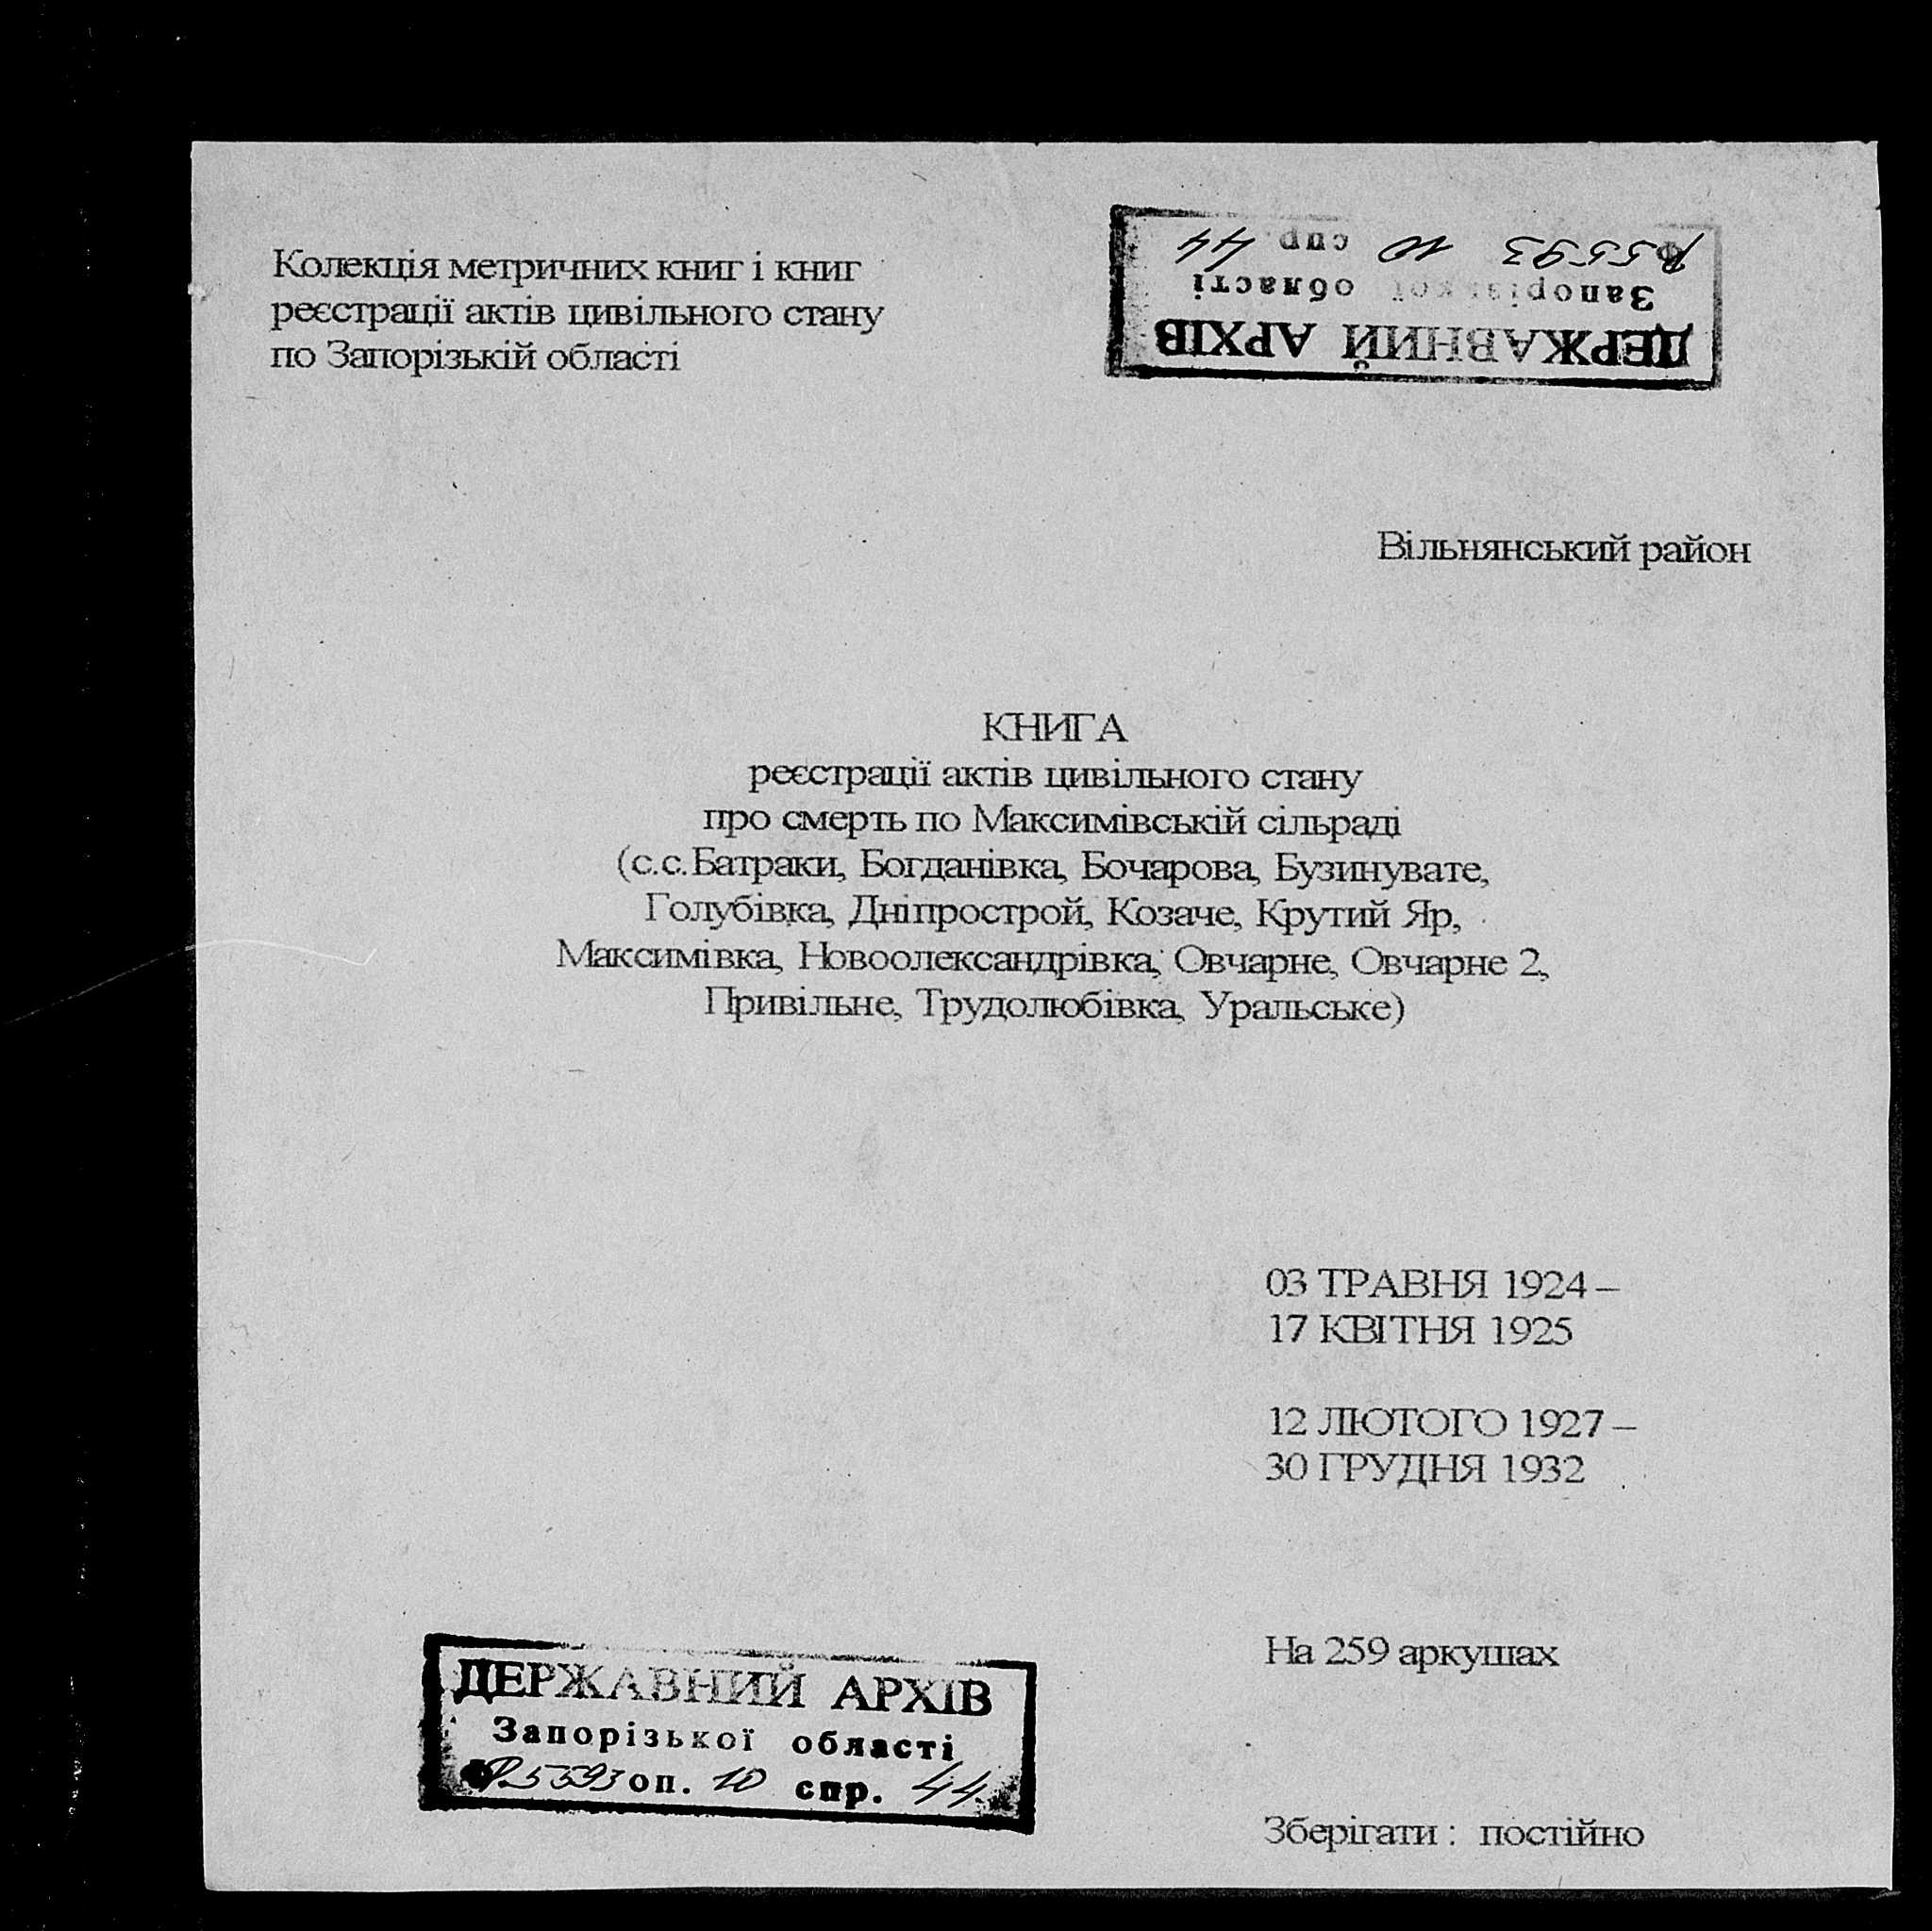 Колекція метричних книг і книг
реєстрації актів цивільного стану
по Запорізькій області
ДЕРЖАВНИЙ АРХІВ
Запорізької області
Ф Р5593 10 спр. 44
Вільнянський район
КНИГА
реєстрації актів цивільного стану
про смерть по Максимівській сільраді
(с.с.Батраки, Богданівка, Бочарова, Бузинувате,
Голубівка, Дніпрострой, Козаче, Крутий Яр,
Максимівка, Новоолександрівка, Овчарне, Овчарне 2,
Привільне, Трудолюбівка, Уральське)
03 ТРАВНЯ 1924 –
17 КВІТНЯ 1925
12 ЛЮТОГО 1927 –
30 ГРУДНЯ 1932
На 259 аркушах
ДЕРЖАВНИЙ АРХІВ
Запорізької області
Р5593 оп. 10 спр. 44
Зберігати : постійно